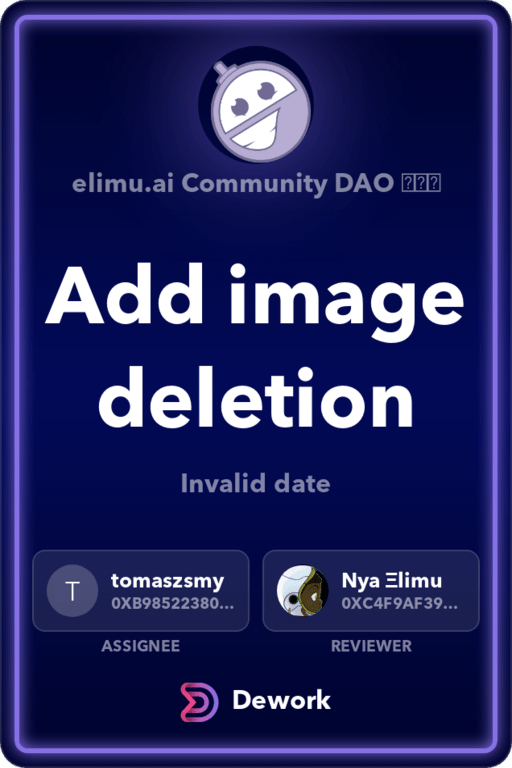 elimu.ai Community DAO
Add image
deletion
Invalid date
T
tomaszsmy
0XB98522380...
Nya Ξlimu
0XC4F9AF39...
ASSIGNEE
REVIEWER
Dework